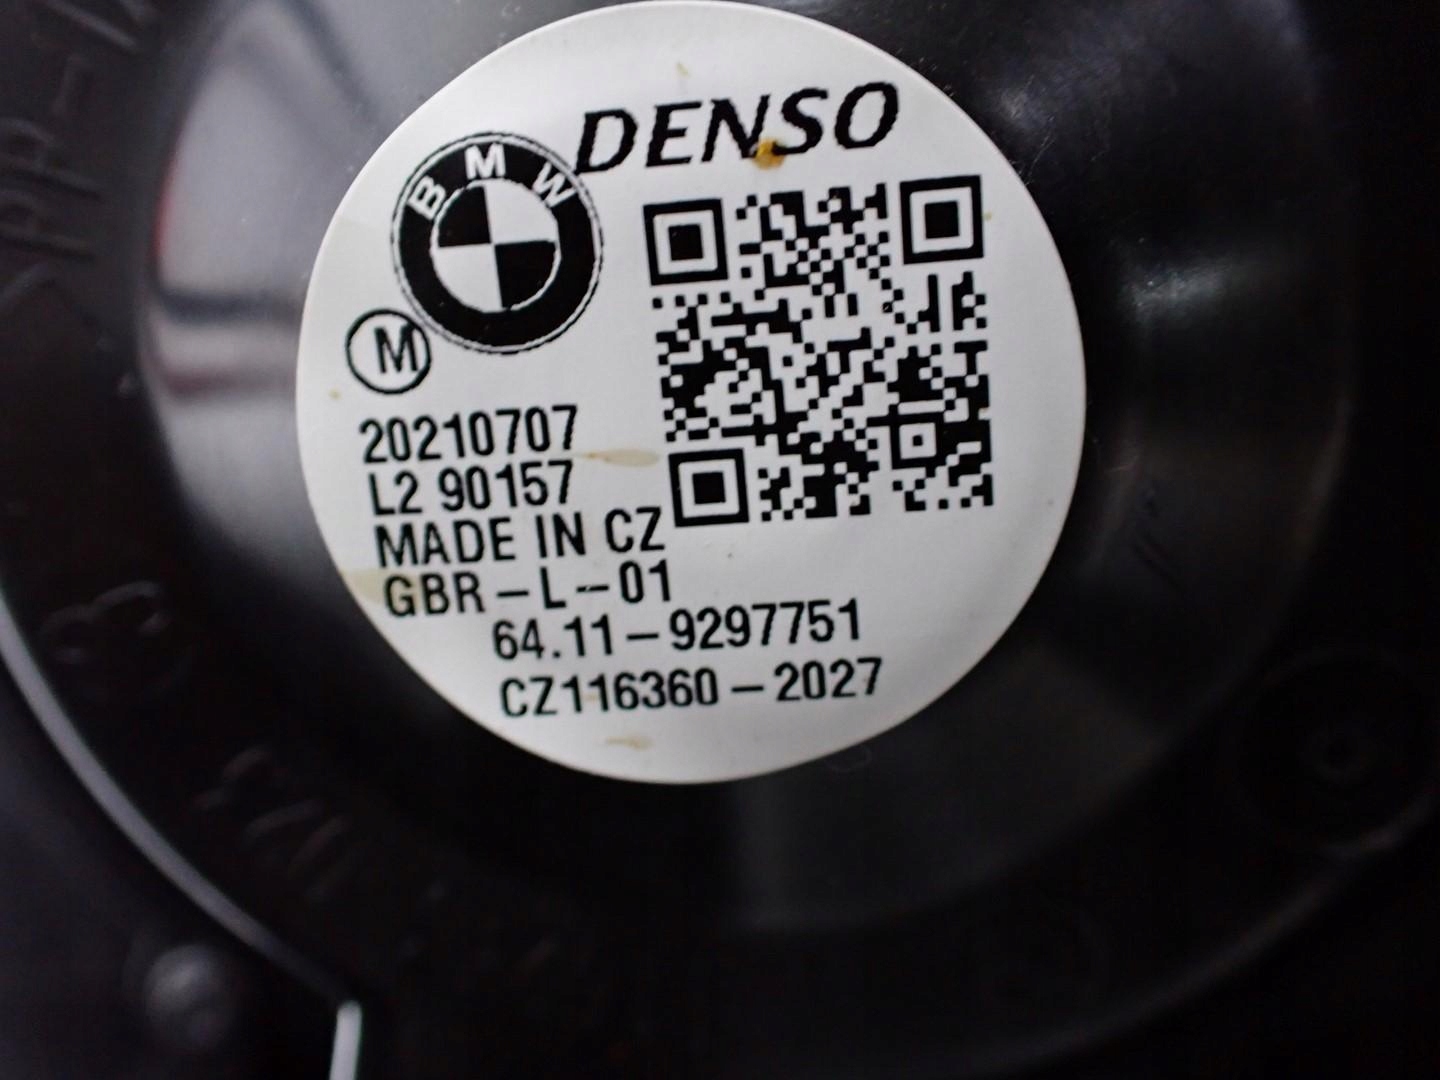 DENSO
BMW
M
20210707
L2 90157
MADE IN CZ
GBR-L--01
64.11-9297751
CZ116360-2027